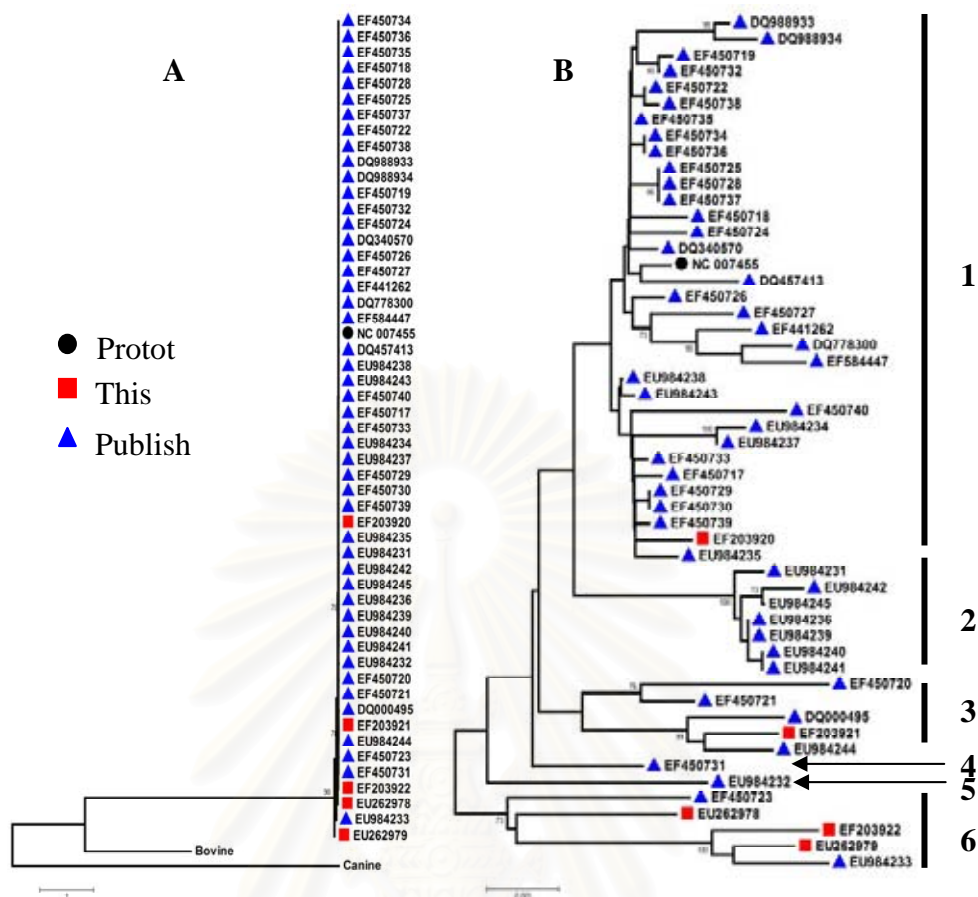 A
EF450734
EF450736
EF450735
EF450718
EF450728
EF450725
EF450737
EF450722
EF450738
DQ988933
DQ988934
EF450719
EF450732
EF450724
DQ340570
EF450726
EF450727
EF441262
DQ778300
EF584447
NC 007455
DQ457413
EU984238
EU984243
EF450740
EF450717
EF450733
EU984234
EU984237
EF450729
EF450730
EF450739
EF203920
EU984235
EU984231
EU984242
EU984245
EU984236
EU984239
EU984240
EU984241
EU984232
EF450720
EF450721
DQ000495
EF203921
EU984244
EF450723
EF450731
EF203922
EU262978
EU984233
EU262979
Bovine
Canine
Protot
This
Publish
B
DQ988933
DQ988934
EF450719
EF450732
EF450722
EF450738
EF450735
EF450734
EF450736
EF450725
EF450728
EF450737
EF450718
EF450724
DQ340570
NC 007455
DQ457413
EF450726
EF450727
EF441262
DQ778300
EF584447
EU984238
EU984243
EF450740
EU984234
EU984237
EF450733
EF450717
EF450729
EF450730
EF450739
EF203920
EU984235
EU984231
EU984242
EU984245
EU984236
EU984239
EU984240
EU984241
EF450720
EF450721
DQ000495
EF203921
EU984244
EF450731
EU984232
EF450723
EU262978
EF203922
EU262979
EU984233
1
2
3
4
5
6